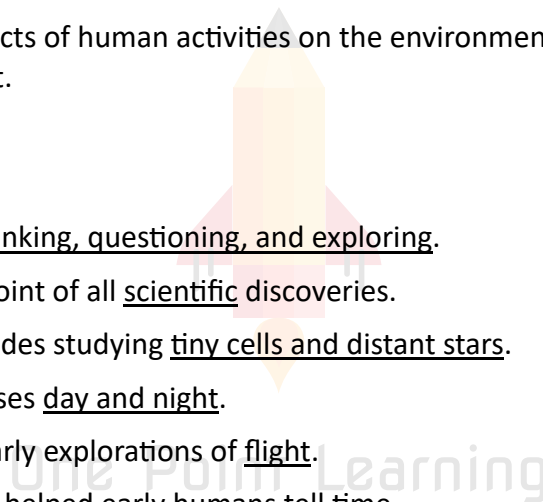 cts of human activities on the environmen
t.
nking, questioning, and exploring.
oint of all scientific discoveries.
des studying tiny cells and distant stars.
ses day and night.
rly explorations of flight.
One Point Learning
helped early humans tell time